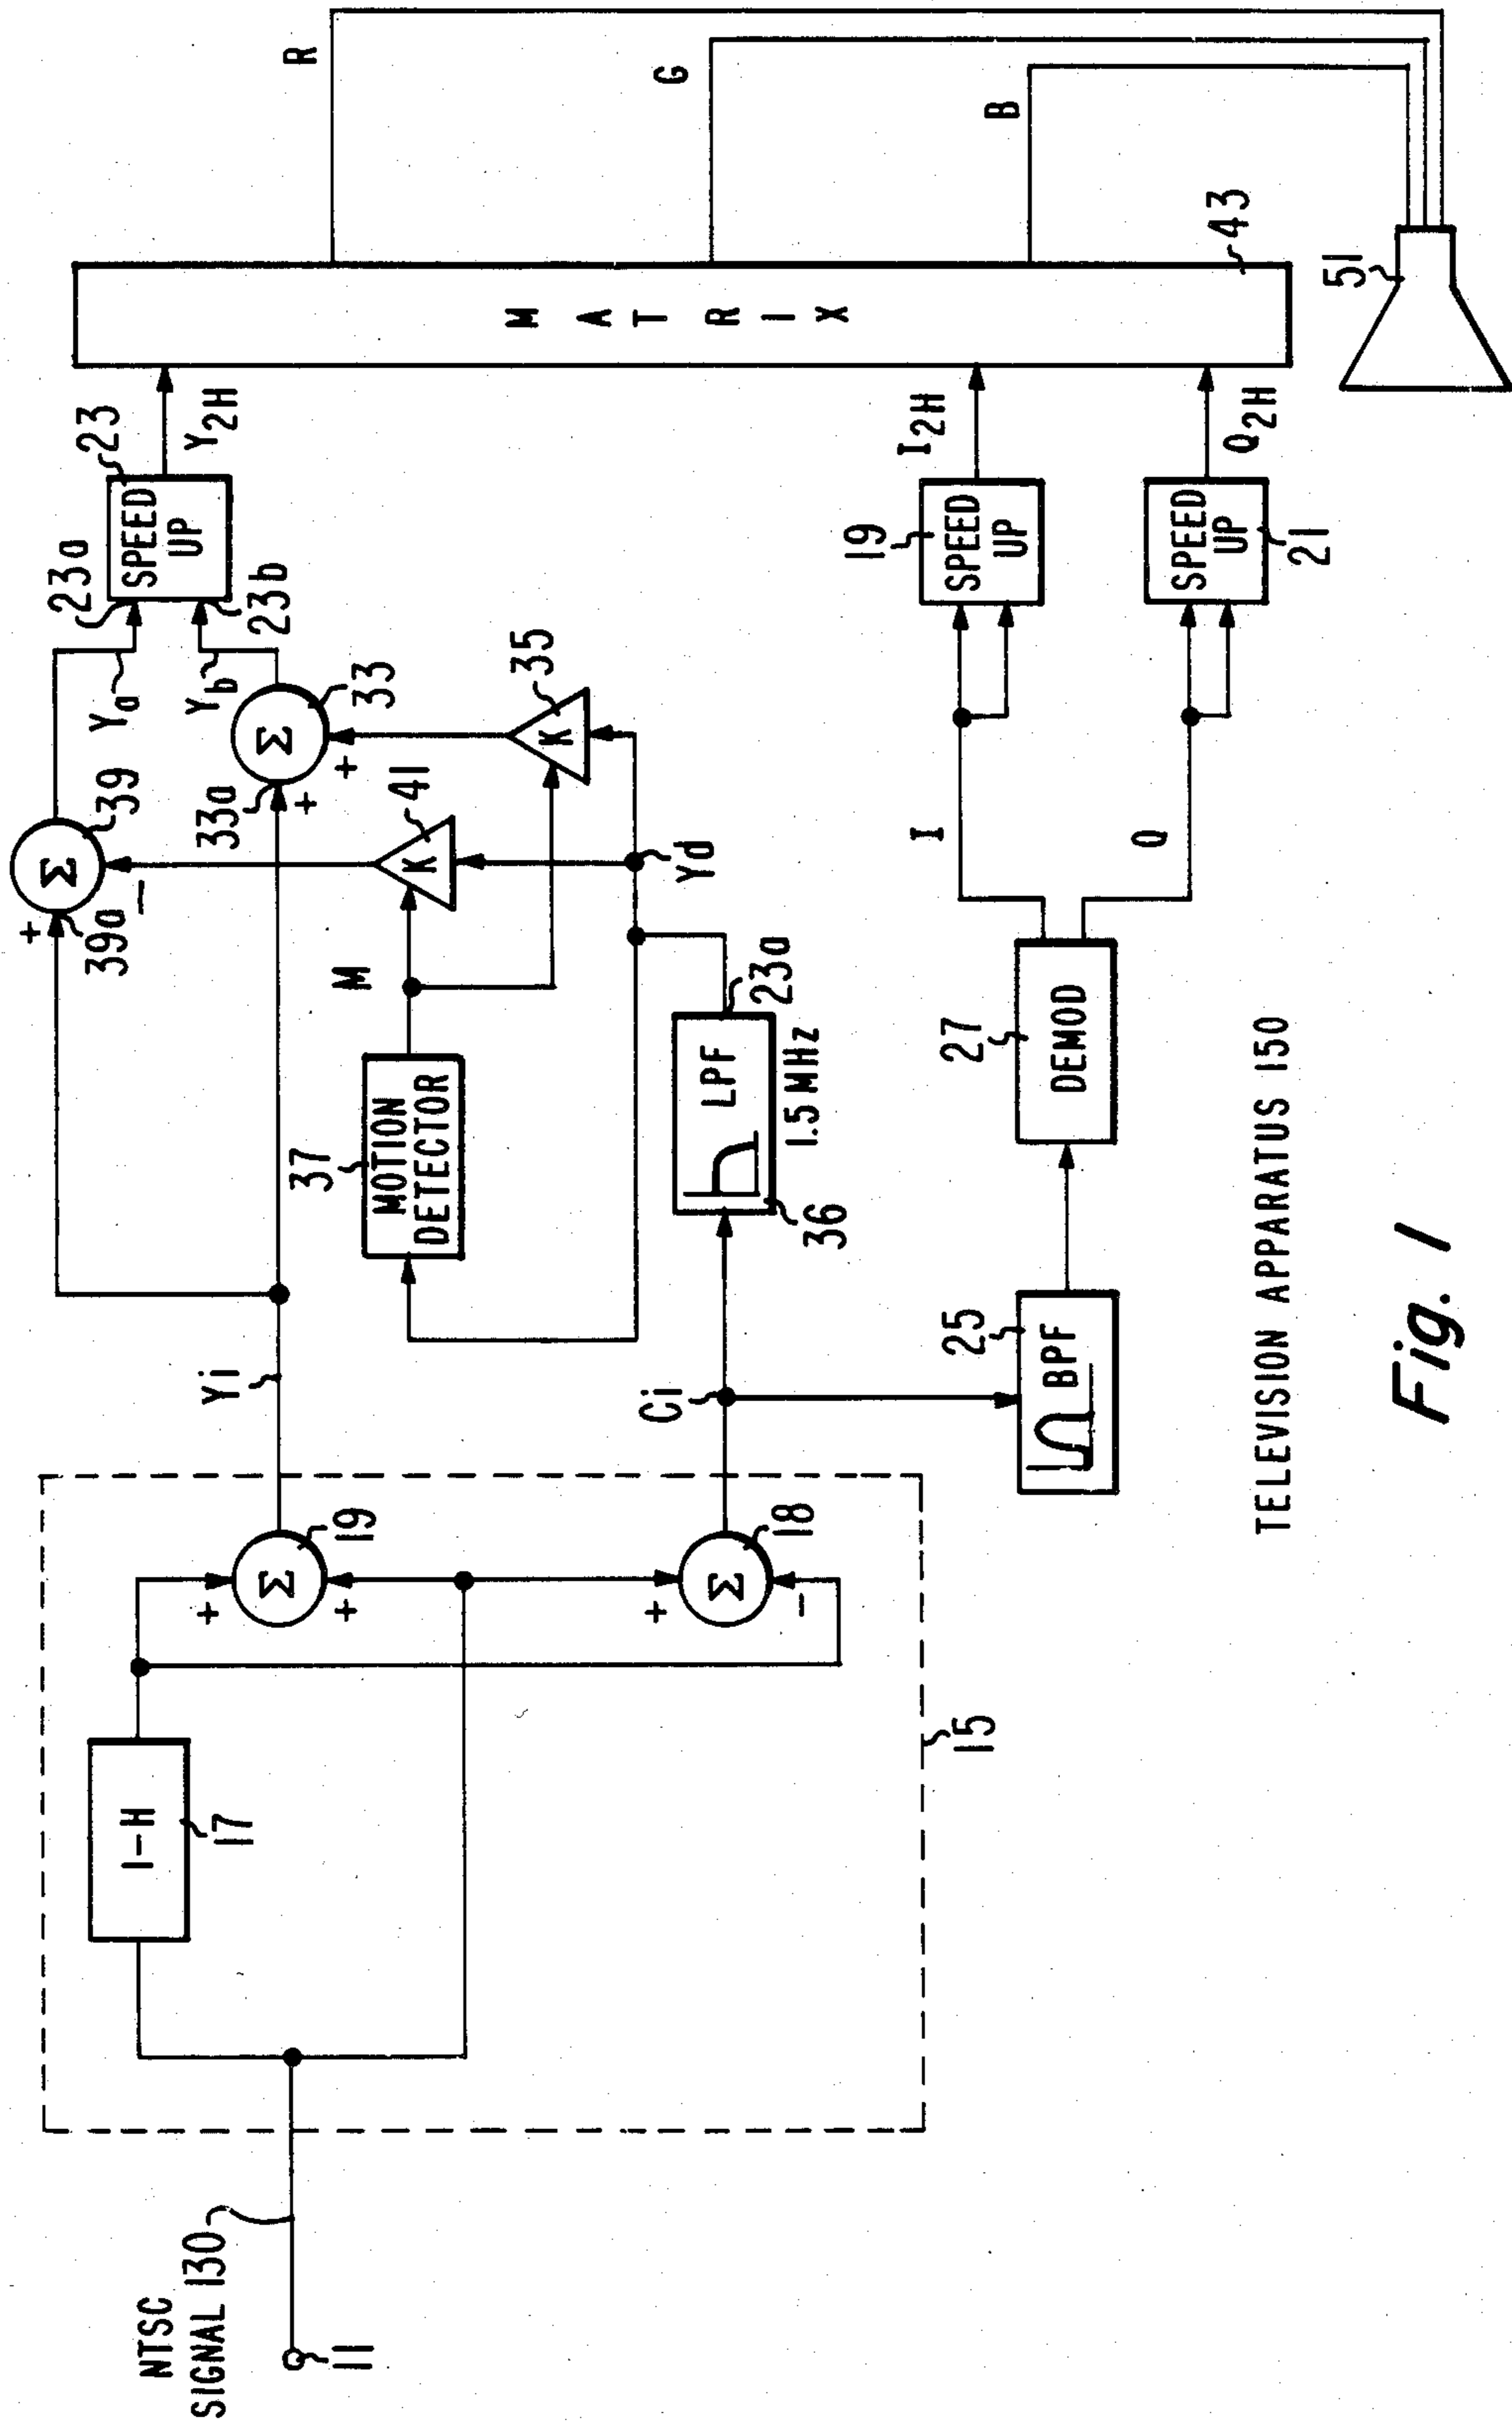 NTSC
SIGNAL 130
11
1-H
17
15
+
Σ
19
+
+
Σ
18
-
Yi
Ci
37
MOTION
DETECTOR
M
LPF
36
1.5 MHz
23a
Yd
25
BPF
27
DEMOD
I
Q
+
39a
Σ
39
-
K
41
33a
+
Σ
33
+
K
35
Ya
Yb
23a
23b
SPEED
UP
23
Y2H
19
SPEED
UP
I2H
SPEED
UP
21
Q2H
MATRIX
43
R
G
B
51
TELEVISION APPARATUS 150
Fig. 1